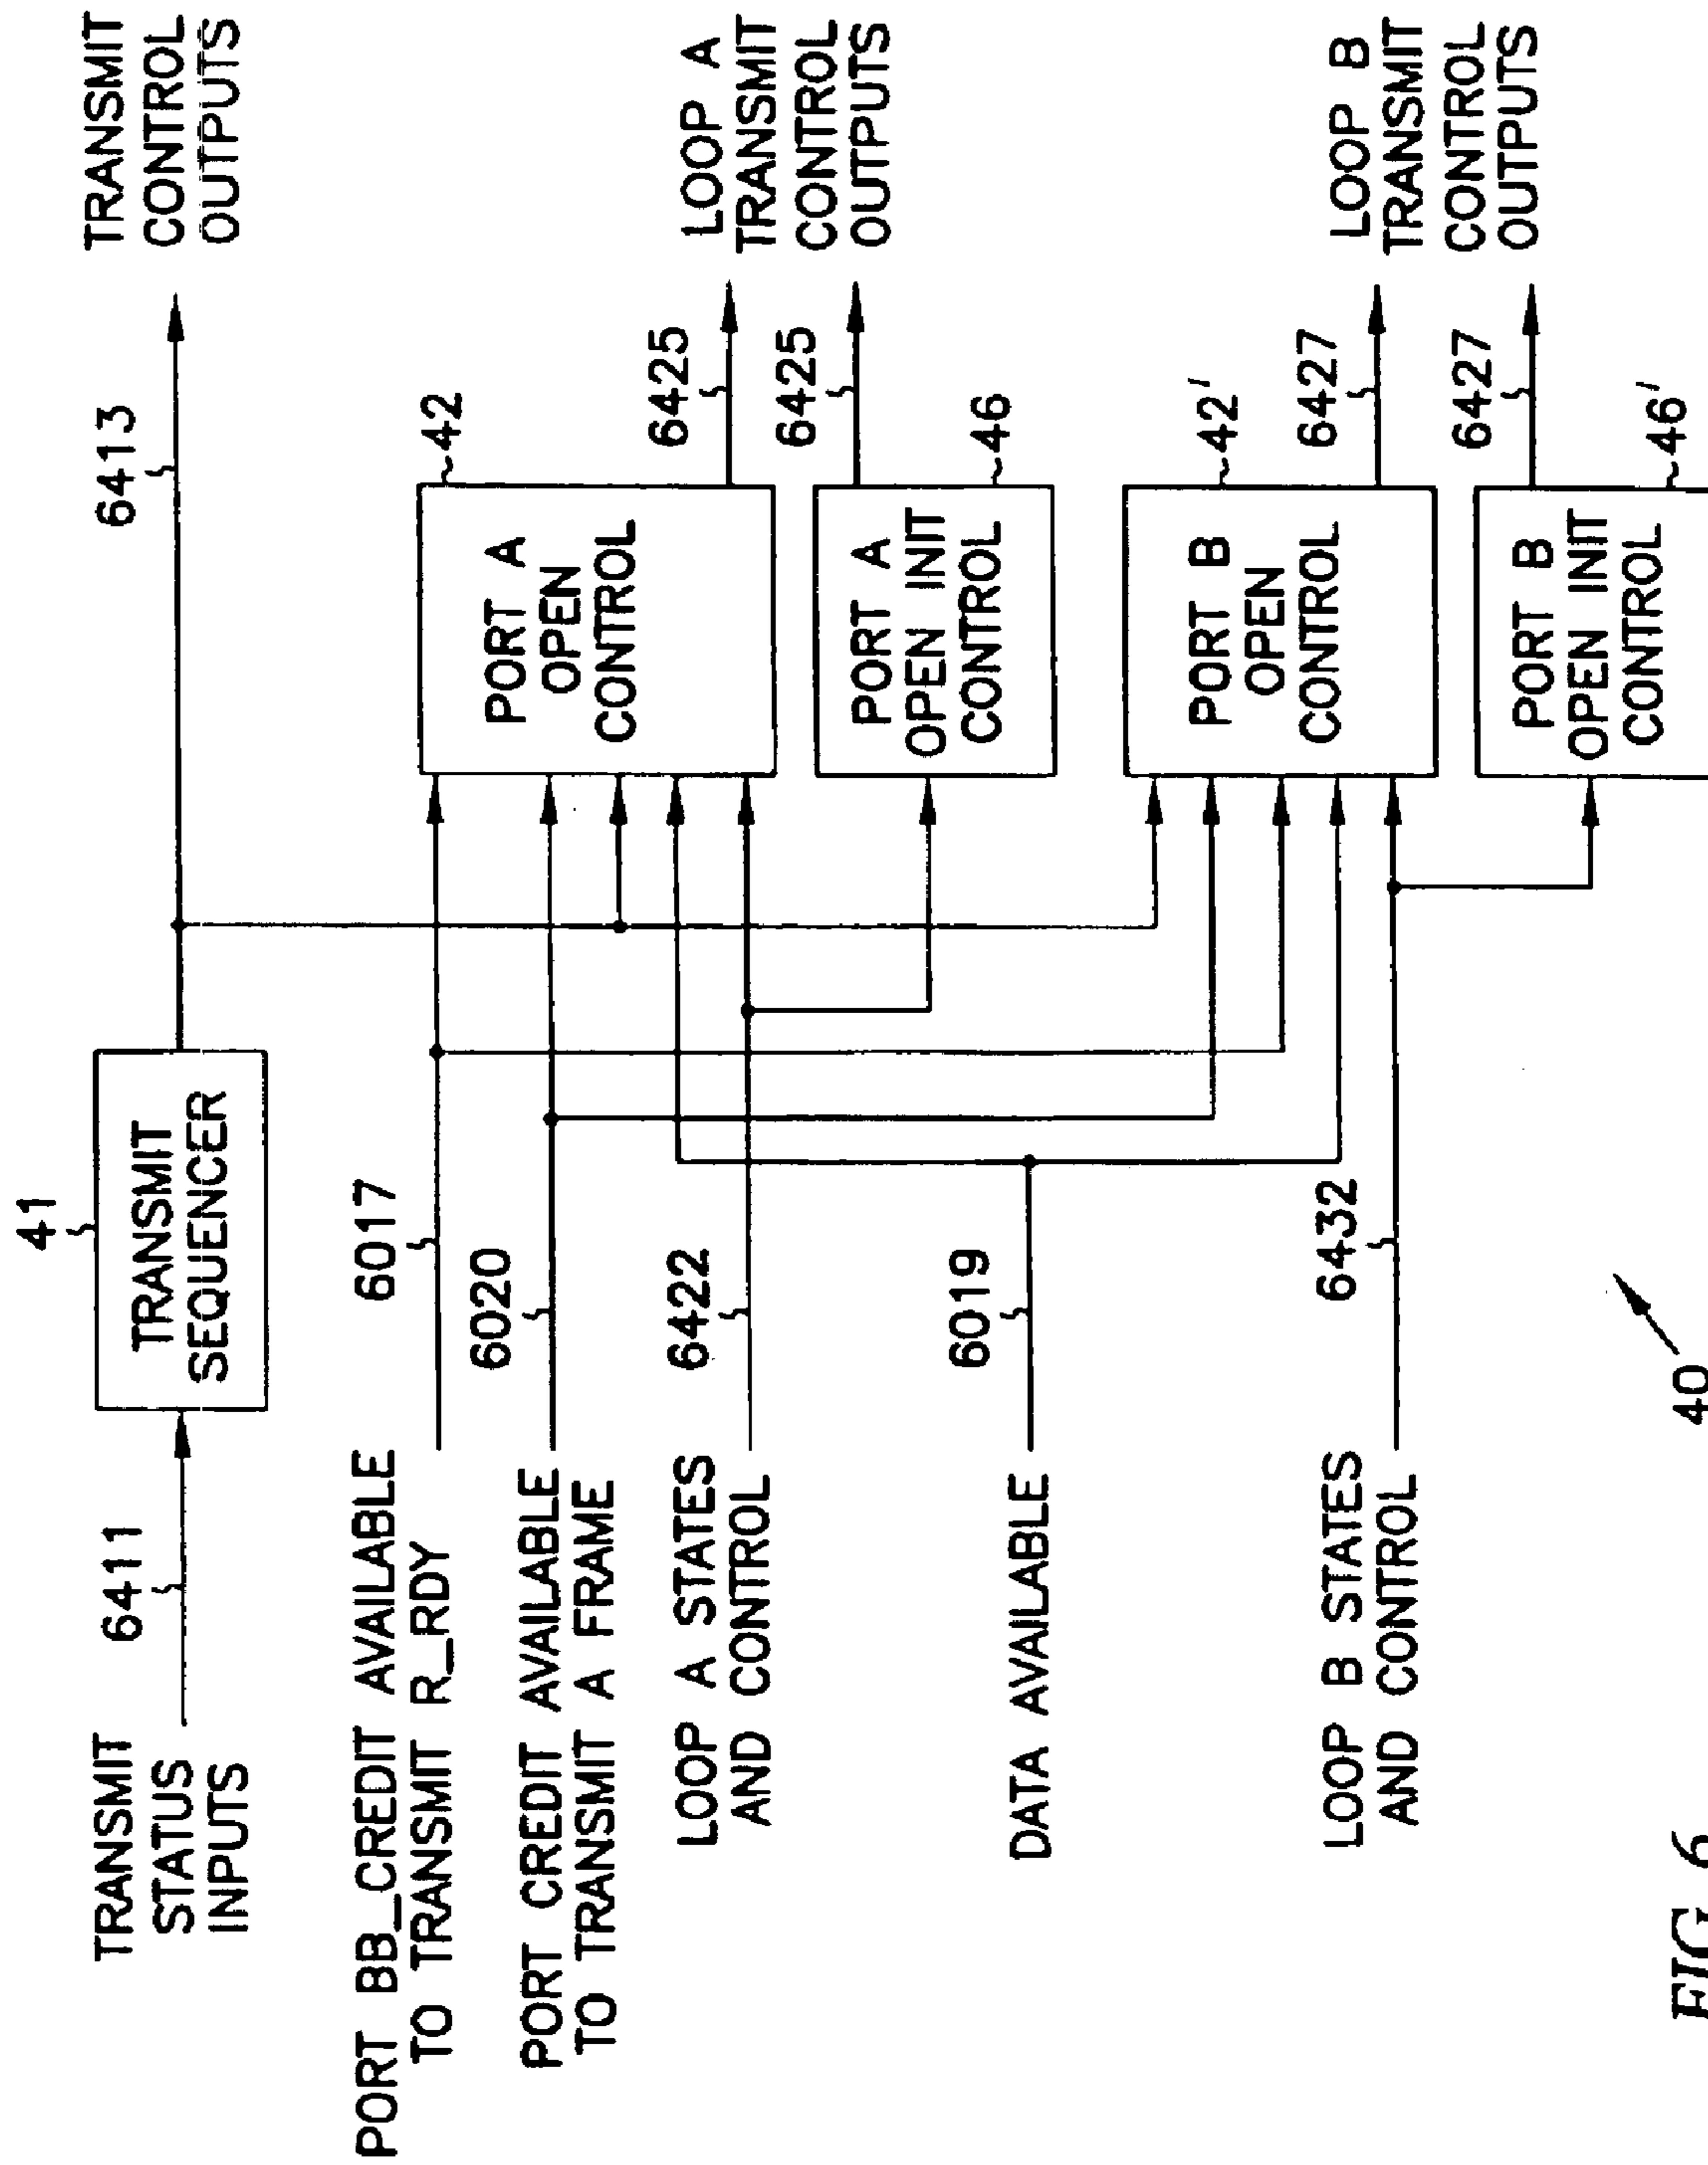 TRANSMIT
STATUS
INPUTS
6411
41
TRANSMIT
SEQUENCER
6413
TRANSMIT
CONTROL
OUTPUTS
PORT BB_CREDIT AVAILABLE
TO TRANSMIT R_RDY
6017
PORT CREDIT AVAILABLE
TO TRANSMIT A FRAME
6020
LOOP A STATES
AND CONTROL
6422
DATA AVAILABLE
6019
LOOP B STATES
AND CONTROL
6432
PORT A
OPEN
CONTROL
42
6425
PORT A
OPEN INIT
CONTROL
46
6425
LOOP A
TRANSMIT
CONTROL
OUTPUTS
PORT B
OPEN
CONTROL
42'
6427
PORT B
OPEN INIT
CONTROL
46'
6427
LOOP B
TRANSMIT
CONTROL
OUTPUTS
40
FIG. 6